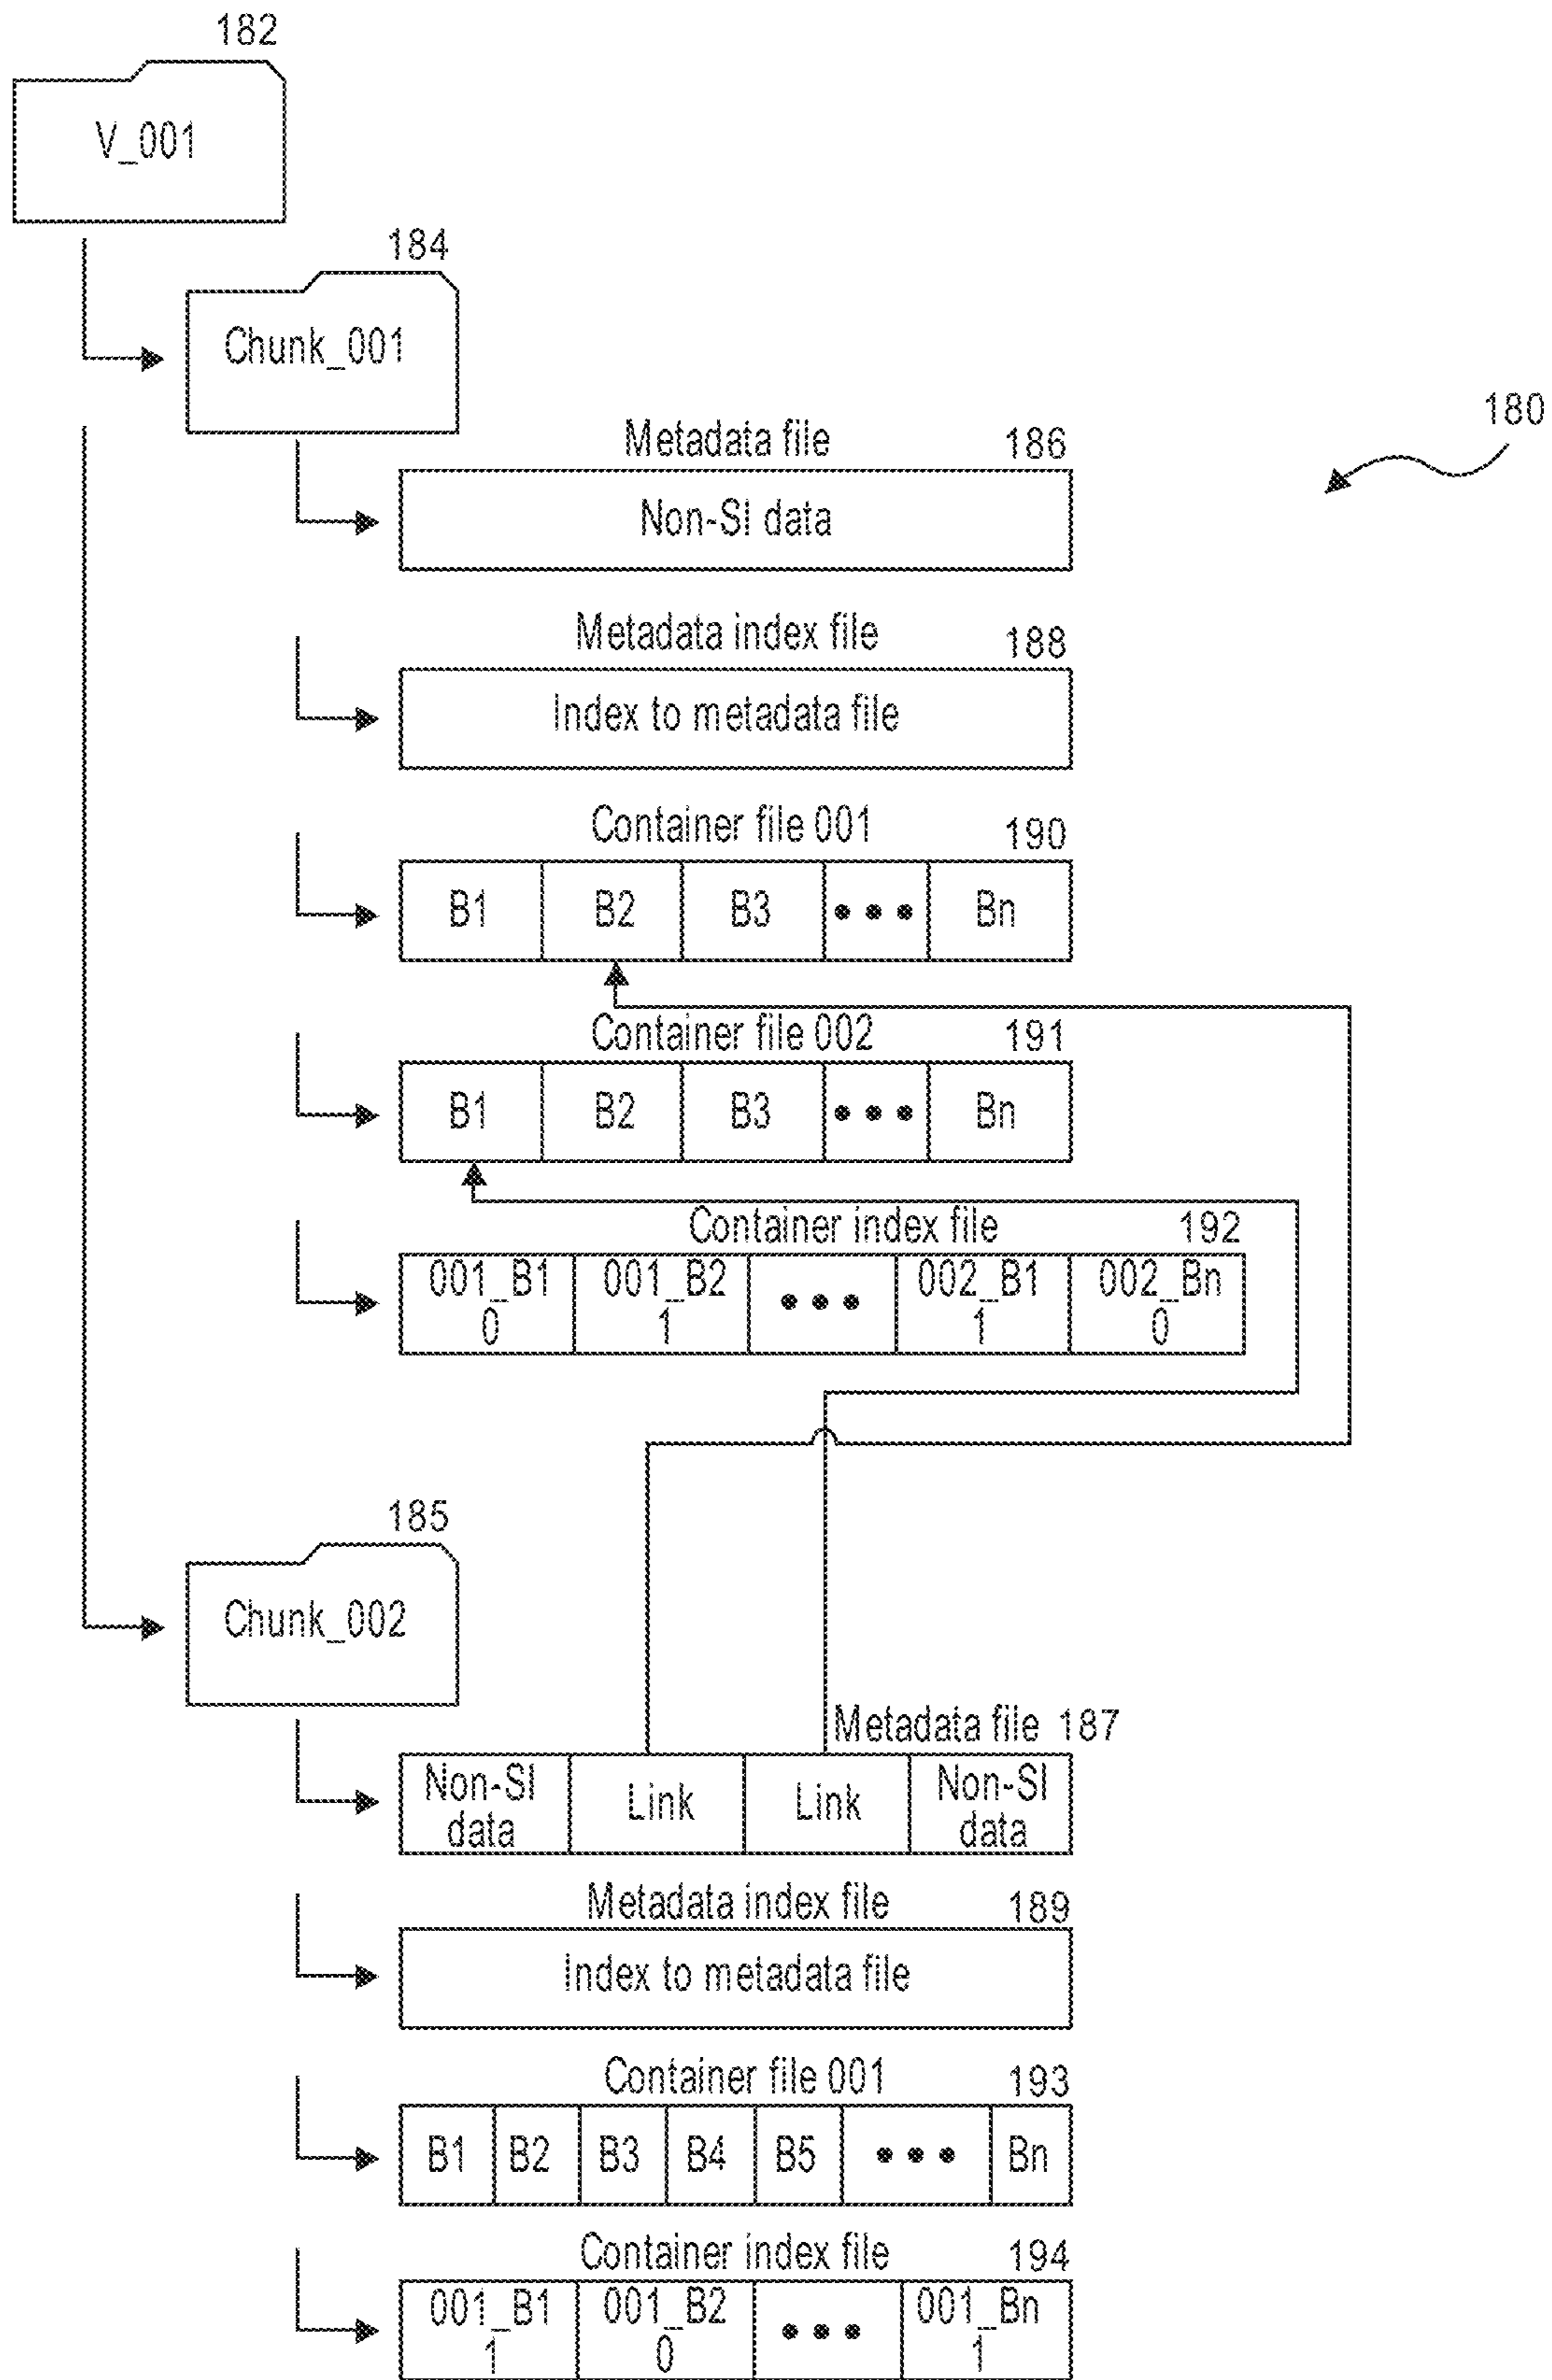 182
V_001
184
Chunk_001
180
Metadata file 186
Non-SI data
Metadata index file 188
Index to metadata file
Container file 001 190
B1 B2 B3 ••• Bn
Container file 002 191
B1 B2 B3 ••• Bn
Container index file 192
001_B1 001_B2 ••• 002_B1 002_Bn
0 1 1 0
185
Chunk_002
Metadata file 187
Non-SI Link Link Non-SI
data data
Metadata index file 189
Index to metadata file
Container file 001 193
B1 B2 B3 B4 B5 ••• Bn
Container index file 194
001_B1 001_B2 ••• 001_Bn
1 0 1